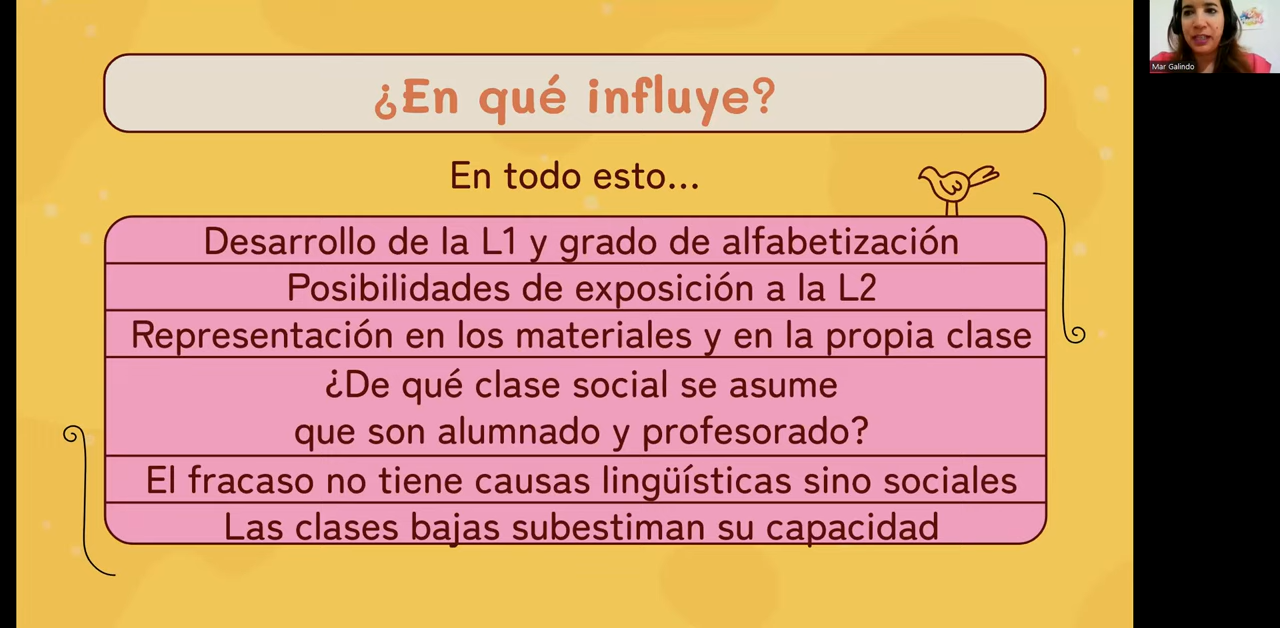 ¿En qué influye?
En todo esto...
Desarrollo de la L1 y grado de alfabetización
Posibilidades de exposición a la L2
Representación en los materiales y en la propia clase
¿De qué clase social se asume
que son alumnado y profesorado?
El fracaso no tiene causas lingüísticas sino sociales
Las clases bajas subestiman su capacidad
Mar Galindo